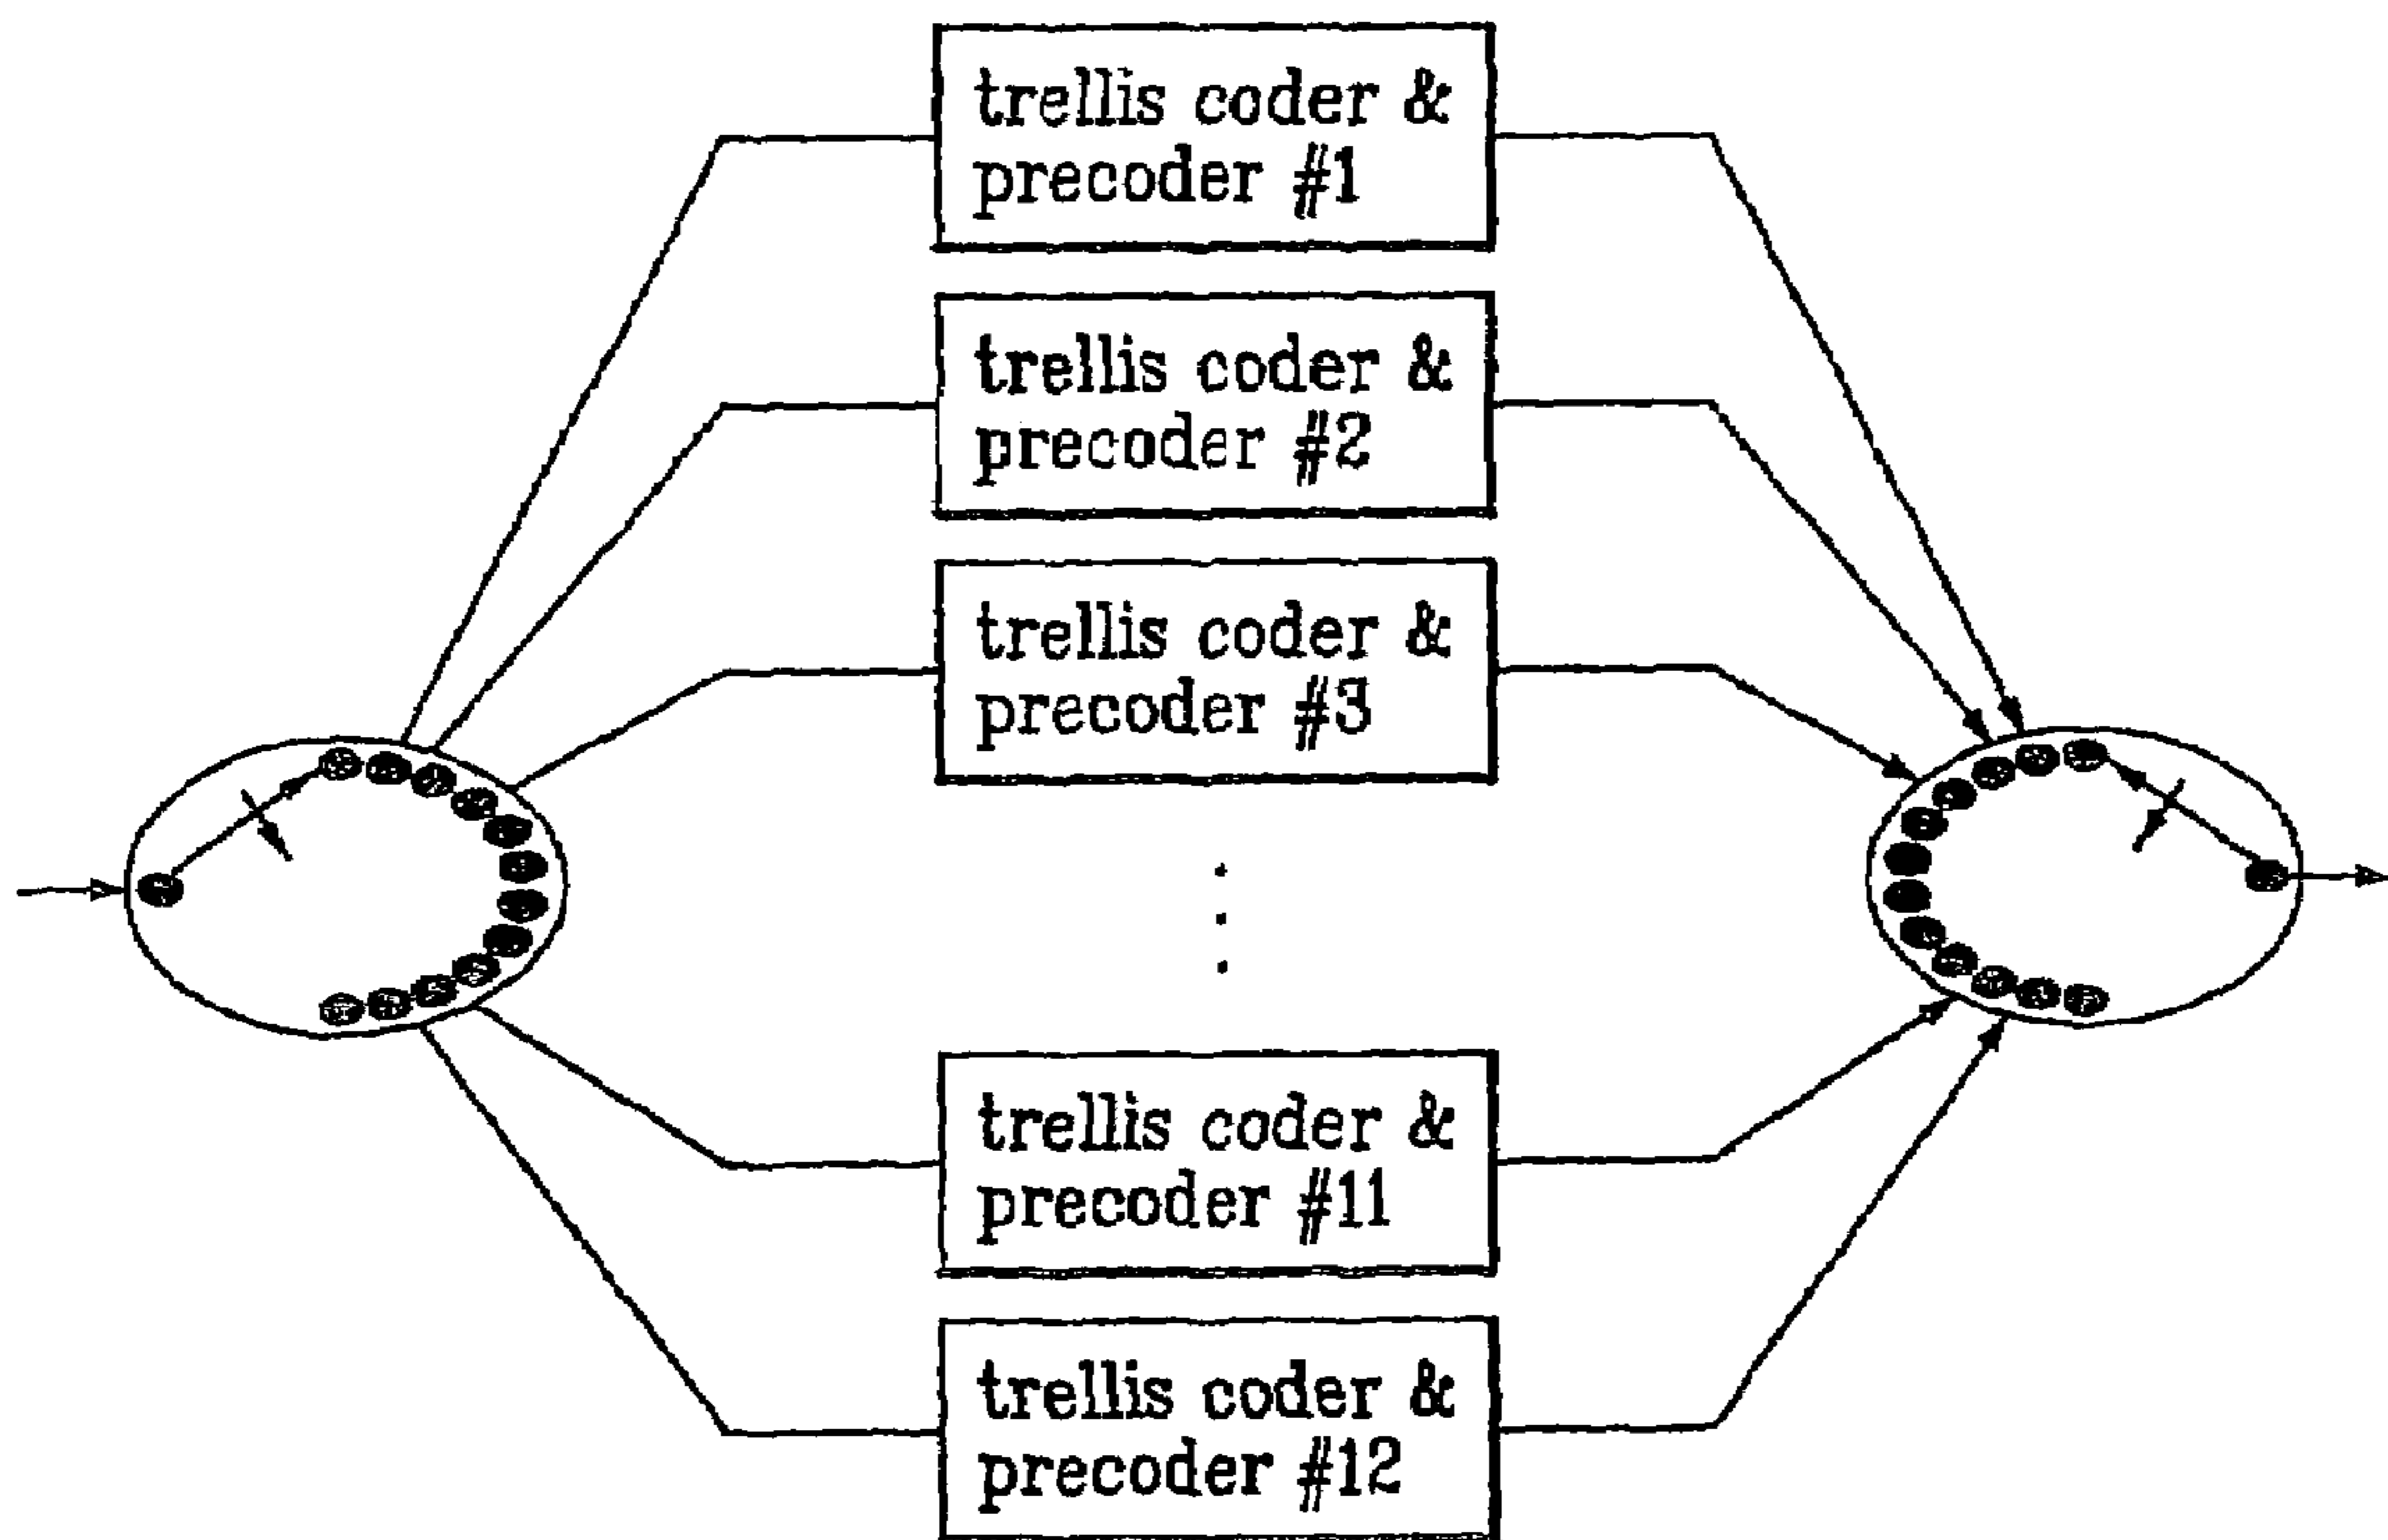 trellis coder &
precoder #1
trellis coder &
precoder #2
trellis coder &
precoder #3
trellis coder &
precoder #11
trellis coder &
precoder #12